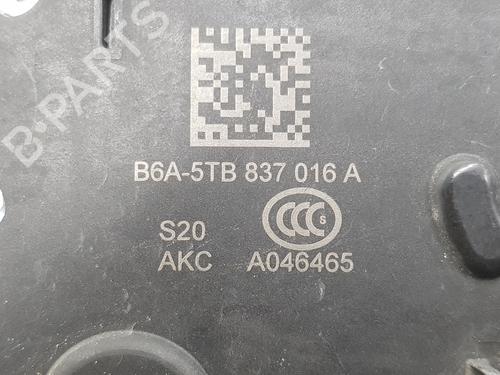 B-PARTS
B6A-5TB 837 016 A
S20 CCC S
AKC A046465